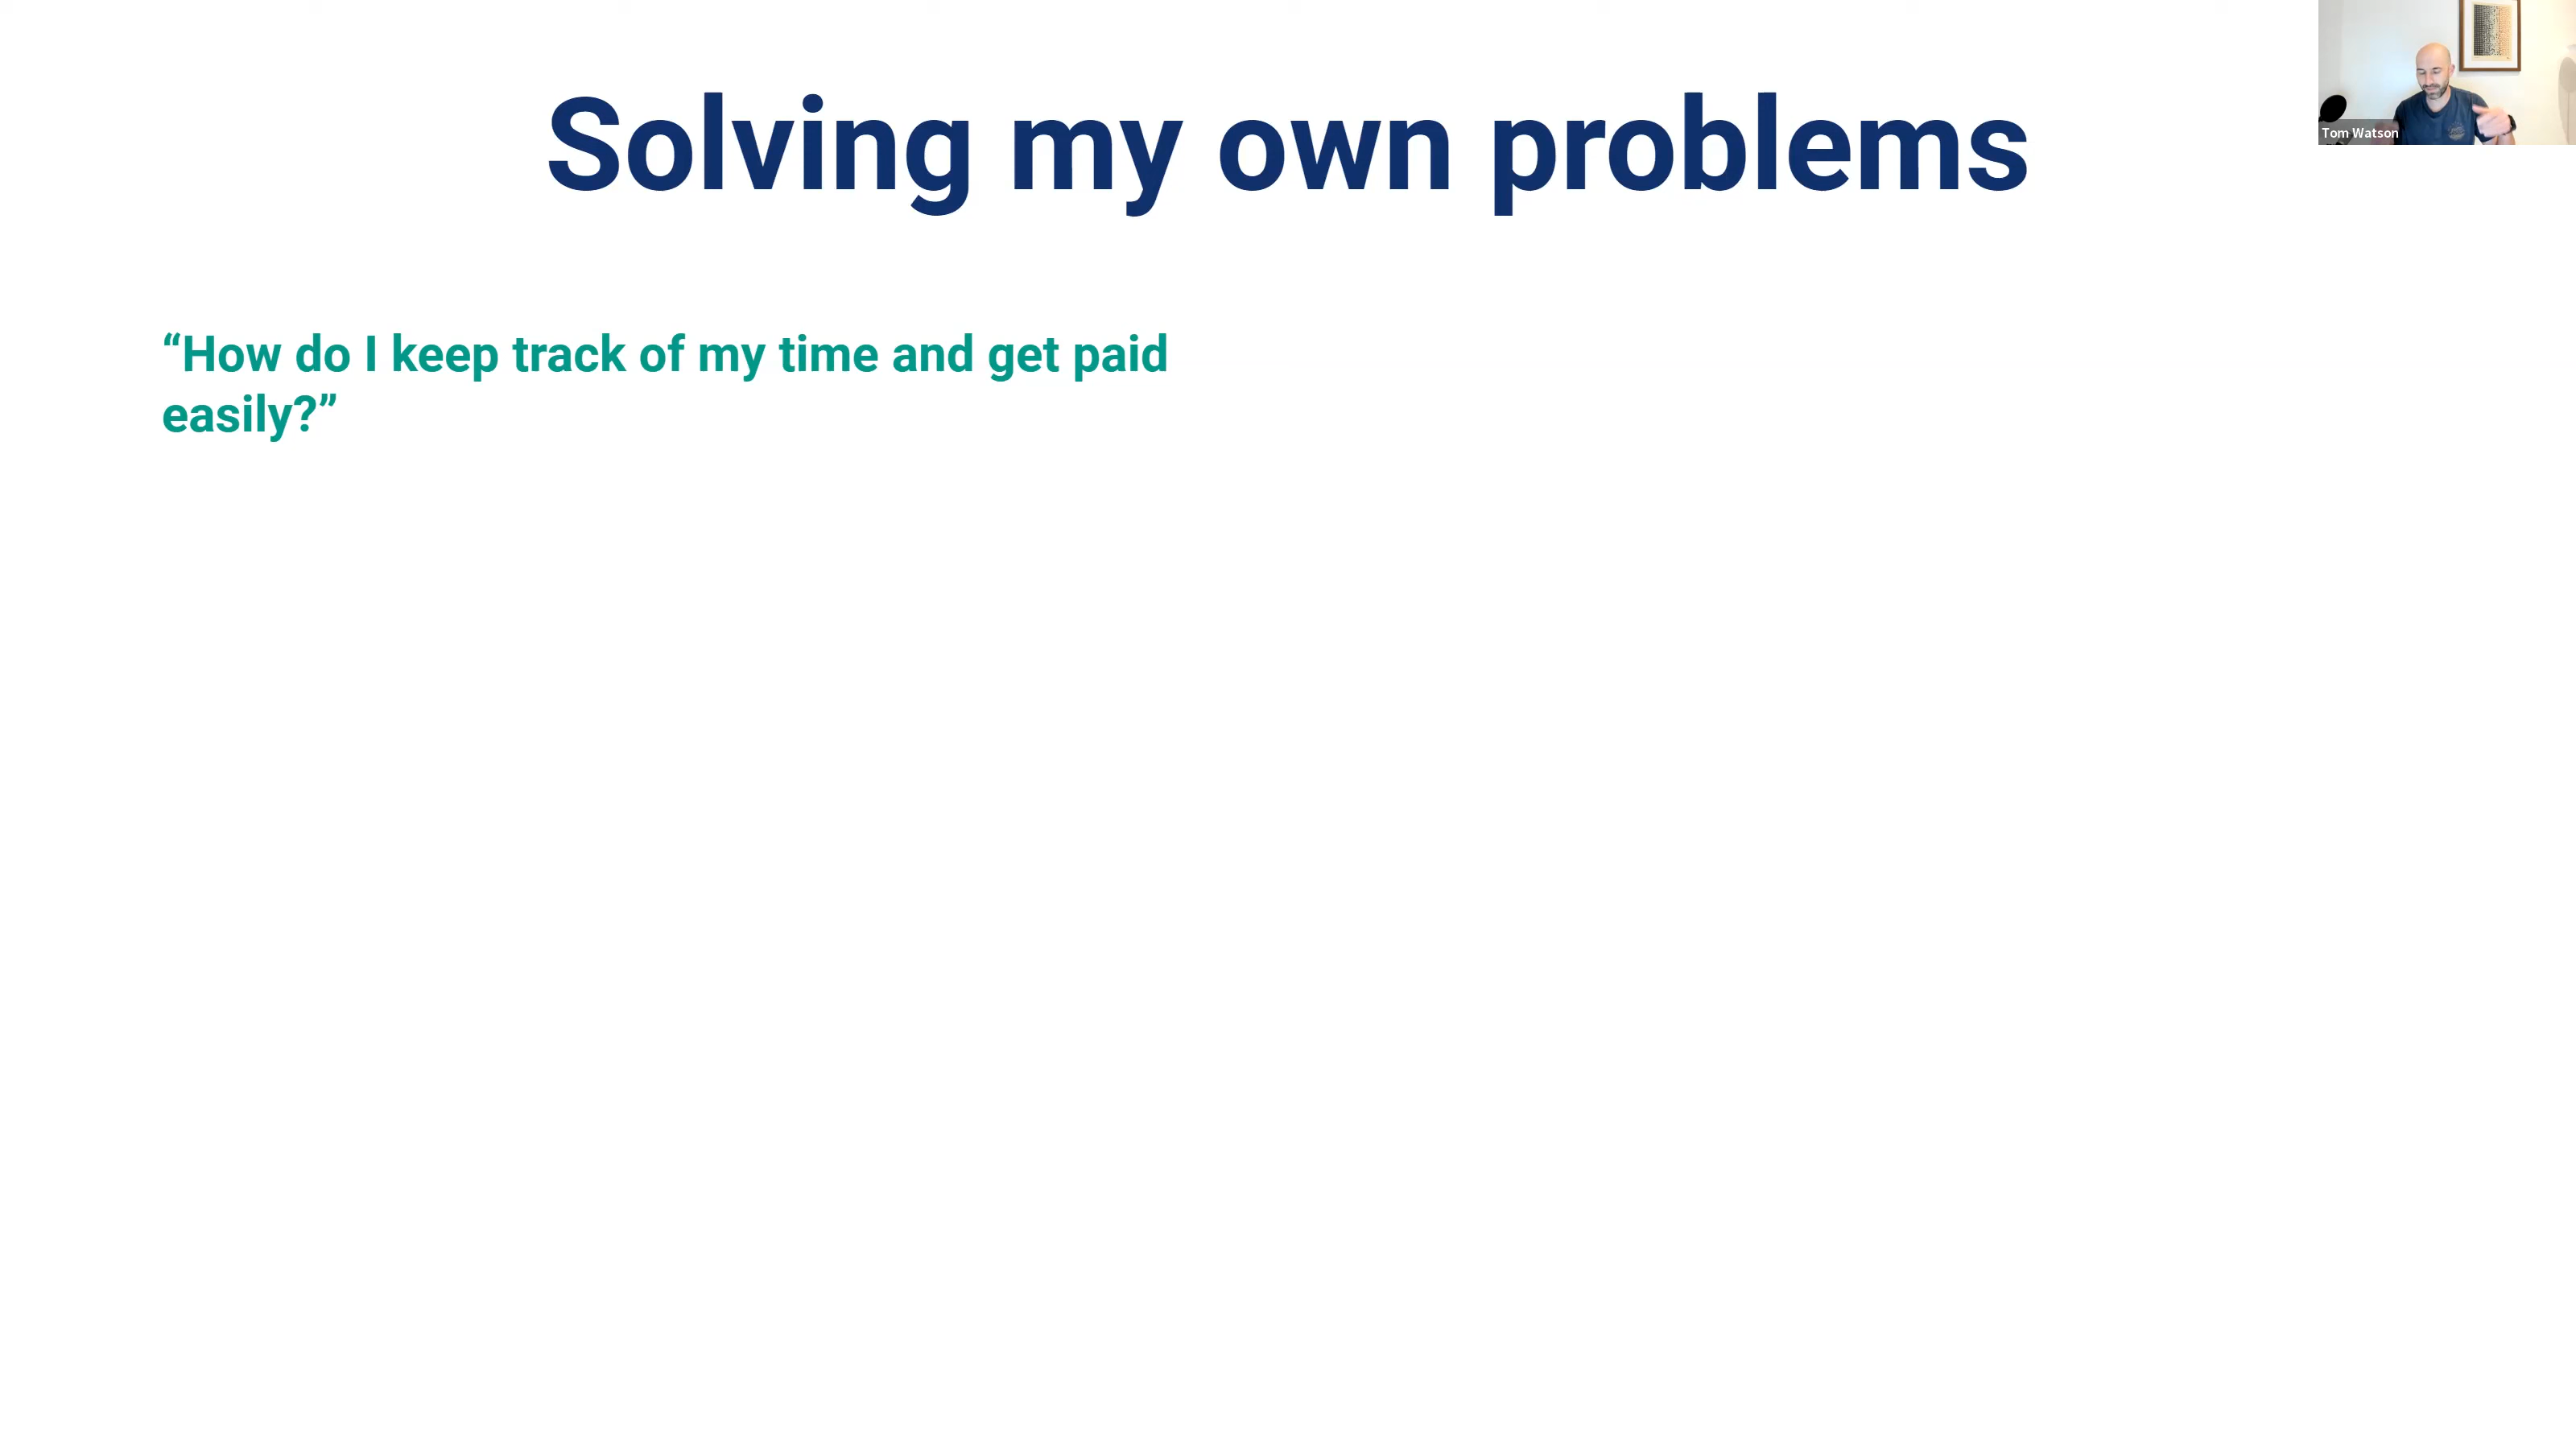 Solving my own problems
Tom Watson
“How do I keep track of my time and get paid
easily?”